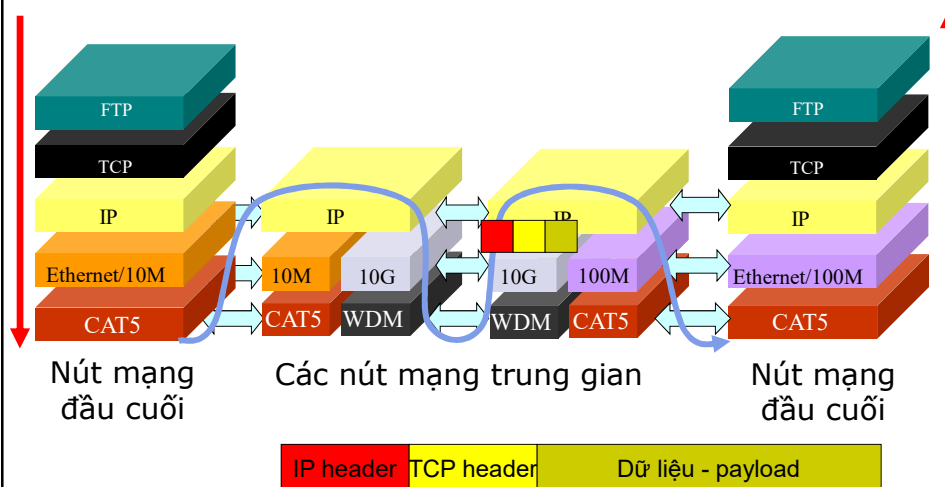 FTP
TCP
IP
Ethernet/10M
CAT5
IP
10M
10G
CAT5
WDM
IP
10G
100M
WDM
CAT5
FTP
TCP
IP
Ethernet/100M
CAT5
Nút mạng
đầu cuối
Các nút mạng trung gian
Nút mạng
đầu cuối
IP header
TCP header
Dữ liệu - payload